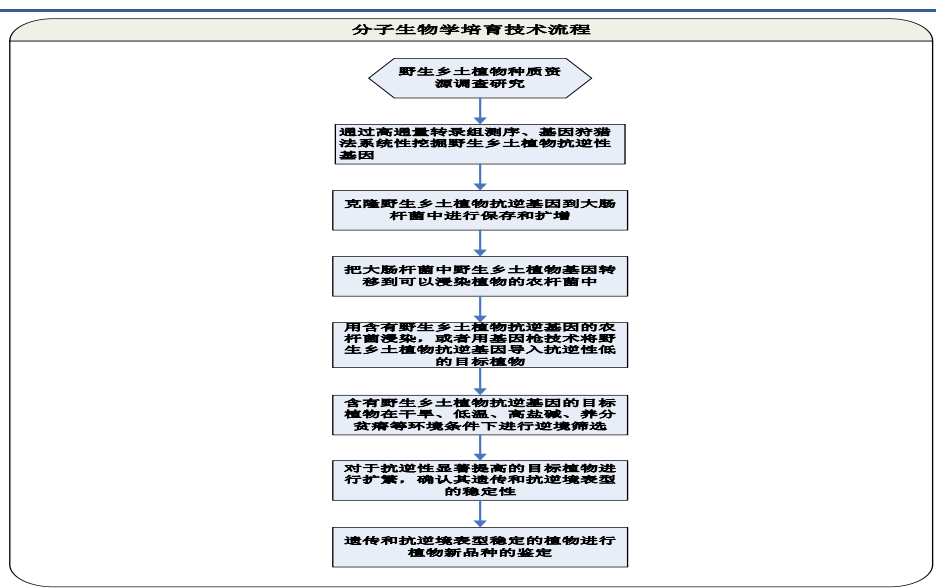 分子生物学培育技术流程
野生乡土植物种质资
源调查研究
通过高通量转录组测序、基因狩猎
法系统性挖掘野生乡土植物抗逆性
基因
克隆野生乡土植物抗逆基因到大肠
杆菌中进行保存和扩增
把大肠杆菌中野生乡土植物基因转
移到可以浸染植物的农杆菌中
用含有野生乡土植物抗逆基因的农
杆菌浸染，或者用基因枪技术将野
生乡土植物抗逆基因导入抗逆性低
的目标植物
含有野生乡土植物抗逆基因的目标
植物在干旱、低温、高盐碱、养分
贫瘠等环境条件下进行逆境筛选
对于抗逆性显著提高的目标植物进
行扩繁，确认其遗传和抗逆境表型
的稳定性
遗传和抗逆境表型稳定的植物进行
植物新品种的鉴定